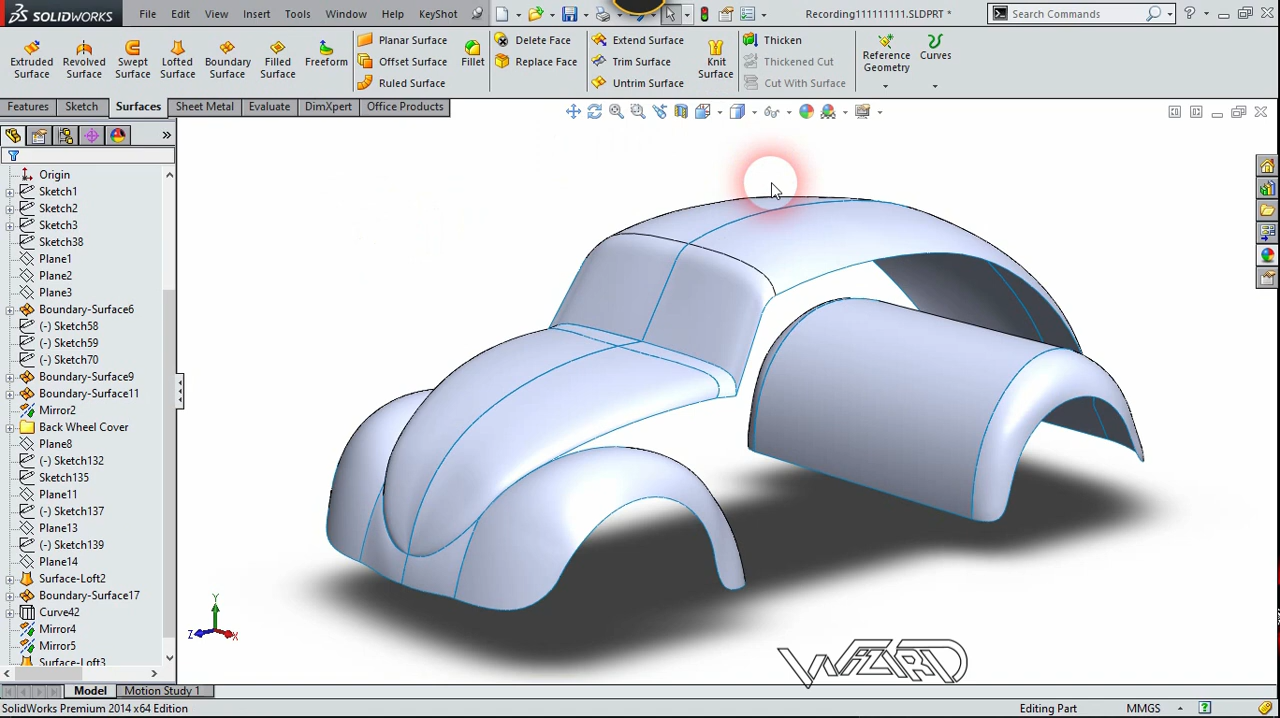 SOLIDWORKS File Edit View Insert Tools Window Help KeyShot Recording111111111.SLDPRT * Search Commands
Extruded Surface
Revolved Surface
Swept Surface
Lofted Surface
Boundary Surface
Filled Surface
Freeform
Planar Surface
Offset Surface
Ruled Surface
Fillet
Delete Face
Replace Face
Extend Surface
Trim Surface
Untrim Surface
Knit Surface
Thicken
Thickened Cut
Cut With Surface
Reference Geometry
Curves
Features Sketch Surfaces Sheet Metal Evaluate DimXpert Office Products
Origin
Sketch1
Sketch2
Sketch3
Sketch38
Plane1
Plane2
Plane3
Boundary-Surface6
(-) Sketch58
(-) Sketch59
(-) Sketch70
Boundary-Surface9
Boundary-Surface11
Mirror2
Back Wheel Cover
Plane8
(-) Sketch132
Sketch135
Plane11
(-) Sketch137
Plane13
(-) Sketch139
Plane14
Surface-Loft2
Boundary-Surface17
Curve42
Mirror4
Mirror5
Surface-Loft3
Y
Z X
WIZARD
Model Motion Study 1
SolidWorks Premium 2014 x64 Edition Editing Part MMGS